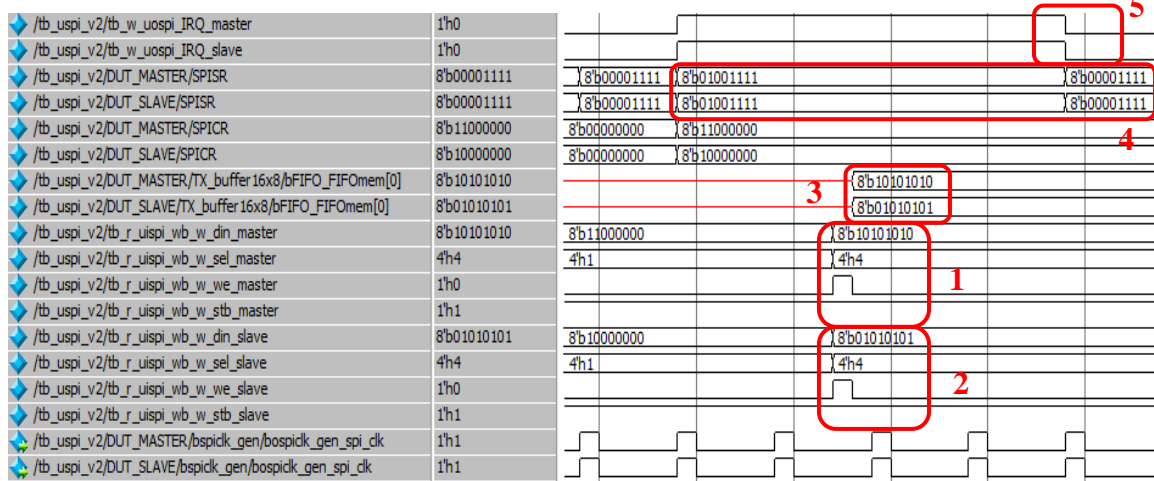 5
/tb_uspi_v2/tb_w_uospi_IRQ_master 1'h0
/tb_uspi_v2/tb_w_uospi_IRQ_slave 1'h0
/tb_uspi_v2/DUT_MASTER/SPISR 8'b00001111 8'b00001111 8'b01001111 8'b00001111
/tb_uspi_v2/DUT_SLAVE/SPISR 8'b00001111 8'b00001111 8'b01001111 8'b00001111
/tb_uspi_v2/DUT_MASTER/SPICR 8'b11000000 8'b00000000 8'b11000000
4
/tb_uspi_v2/DUT_SLAVE/SPICR 8'b10000000 8'b00000000 8'b10000000
/tb_uspi_v2/DUT_MASTER/TX_buffer16x8/bFIFO_FIFOmem[0] 8'b10101010 8'b10101010
3
/tb_uspi_v2/DUT_SLAVE/TX_buffer16x8/bFIFO_FIFOmem[0] 8'b01010101 8'b01010101
/tb_uspi_v2/tb_r_uispi_wb_w_din_master 8'b10101010 8'b11000000 8'b10101010
/tb_uspi_v2/tb_r_uispi_wb_w_sel_master 4'h4 4'h1 4'h4
/tb_uspi_v2/tb_r_uispi_wb_w_we_master 1'h0
1
/tb_uspi_v2/tb_r_uispi_wb_w_stb_master 1'h1
/tb_uspi_v2/tb_r_uispi_wb_w_din_slave 8'b01010101 8'b10000000 8'b01010101
/tb_uspi_v2/tb_r_uispi_wb_w_sel_slave 4'h4 4'h1 4'h4
/tb_uspi_v2/tb_r_uispi_wb_w_we_slave 1'h0
2
/tb_uspi_v2/tb_r_uispi_wb_w_stb_slave 1'h1
/tb_uspi_v2/DUT_MASTER/bspiclk_gen/bospiclk_gen_spi_clk 1'h1
/tb_uspi_v2/DUT_SLAVE/bspiclk_gen/bospiclk_gen_spi_clk 1'h1